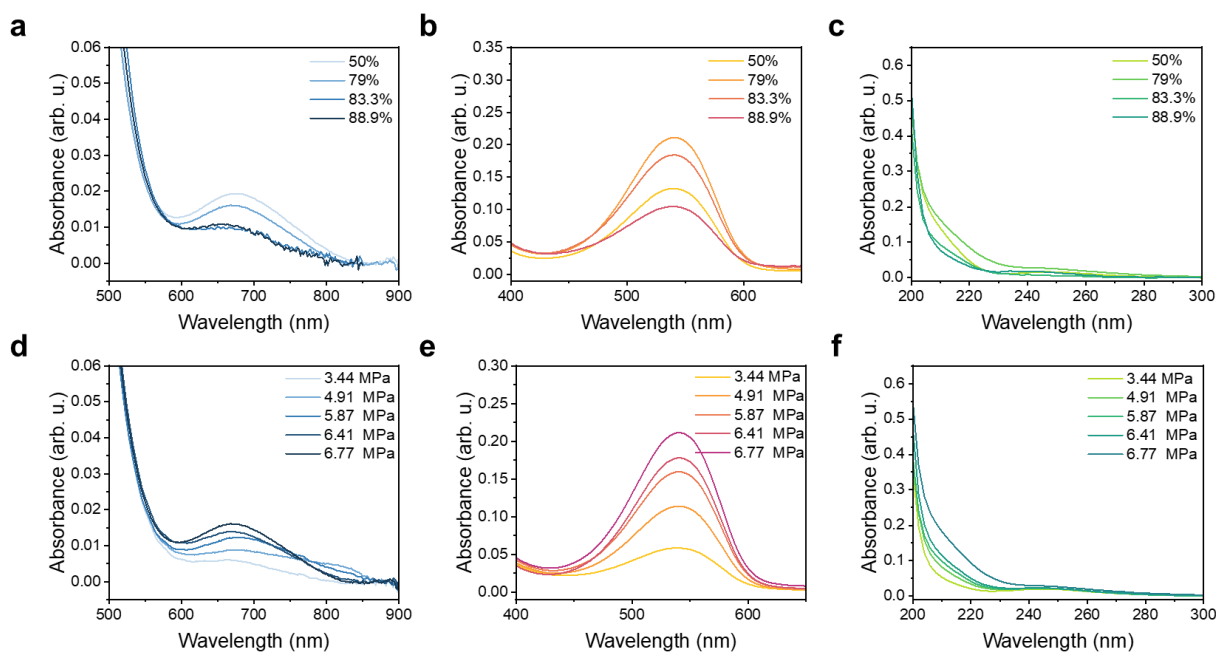 a
0.06
0.05
0.04
0.03
0.02
0.01
0.00
Absorbance (arb. u.)
50%
79%
83.3%
88.9%
500 600 700 800 900
Wavelength (nm)
b
0.35
0.30
0.25
0.20
0.15
0.10
0.05
0.00
Absorbance (arb. u.)
50%
79%
83.3%
88.9%
400 500 600
Wavelength (nm)
c
0.6
0.5
0.4
0.3
0.2
0.1
0.0
Absorbance (arb. u.)
50%
79%
83.3%
88.9%
200 220 240 260 280 300
Wavelength (nm)
d
0.06
0.05
0.04
0.03
0.02
0.01
0.00
Absorbance (arb. u.)
3.44 MPa
4.91 MPa
5.87 MPa
6.41 MPa
6.77 MPa
500 600 700 800 900
Wavelength (nm)
e
0.30
0.25
0.20
0.15
0.10
0.05
0.00
Absorbance (arb. u.)
3.44 MPa
4.91 MPa
5.87 MPa
6.41 MPa
6.77 MPa
400 500 600
Wavelength (nm)
f
0.6
0.5
0.4
0.3
0.2
0.1
0.0
Absorbance (arb. u.)
3.44 MPa
4.91 MPa
5.87 MPa
6.41 MPa
6.77 MPa
200 220 240 260 280 300
Wavelength (nm)